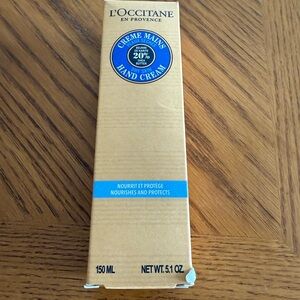 L'OCCITANE
EN PROVENCE
CRÈME MAINS
20%
HAND CREAM
NOURRIT ET PROTÈGE
NOURISHES AND PROTECTS
150 ML NET WT. 5.1 OZ.